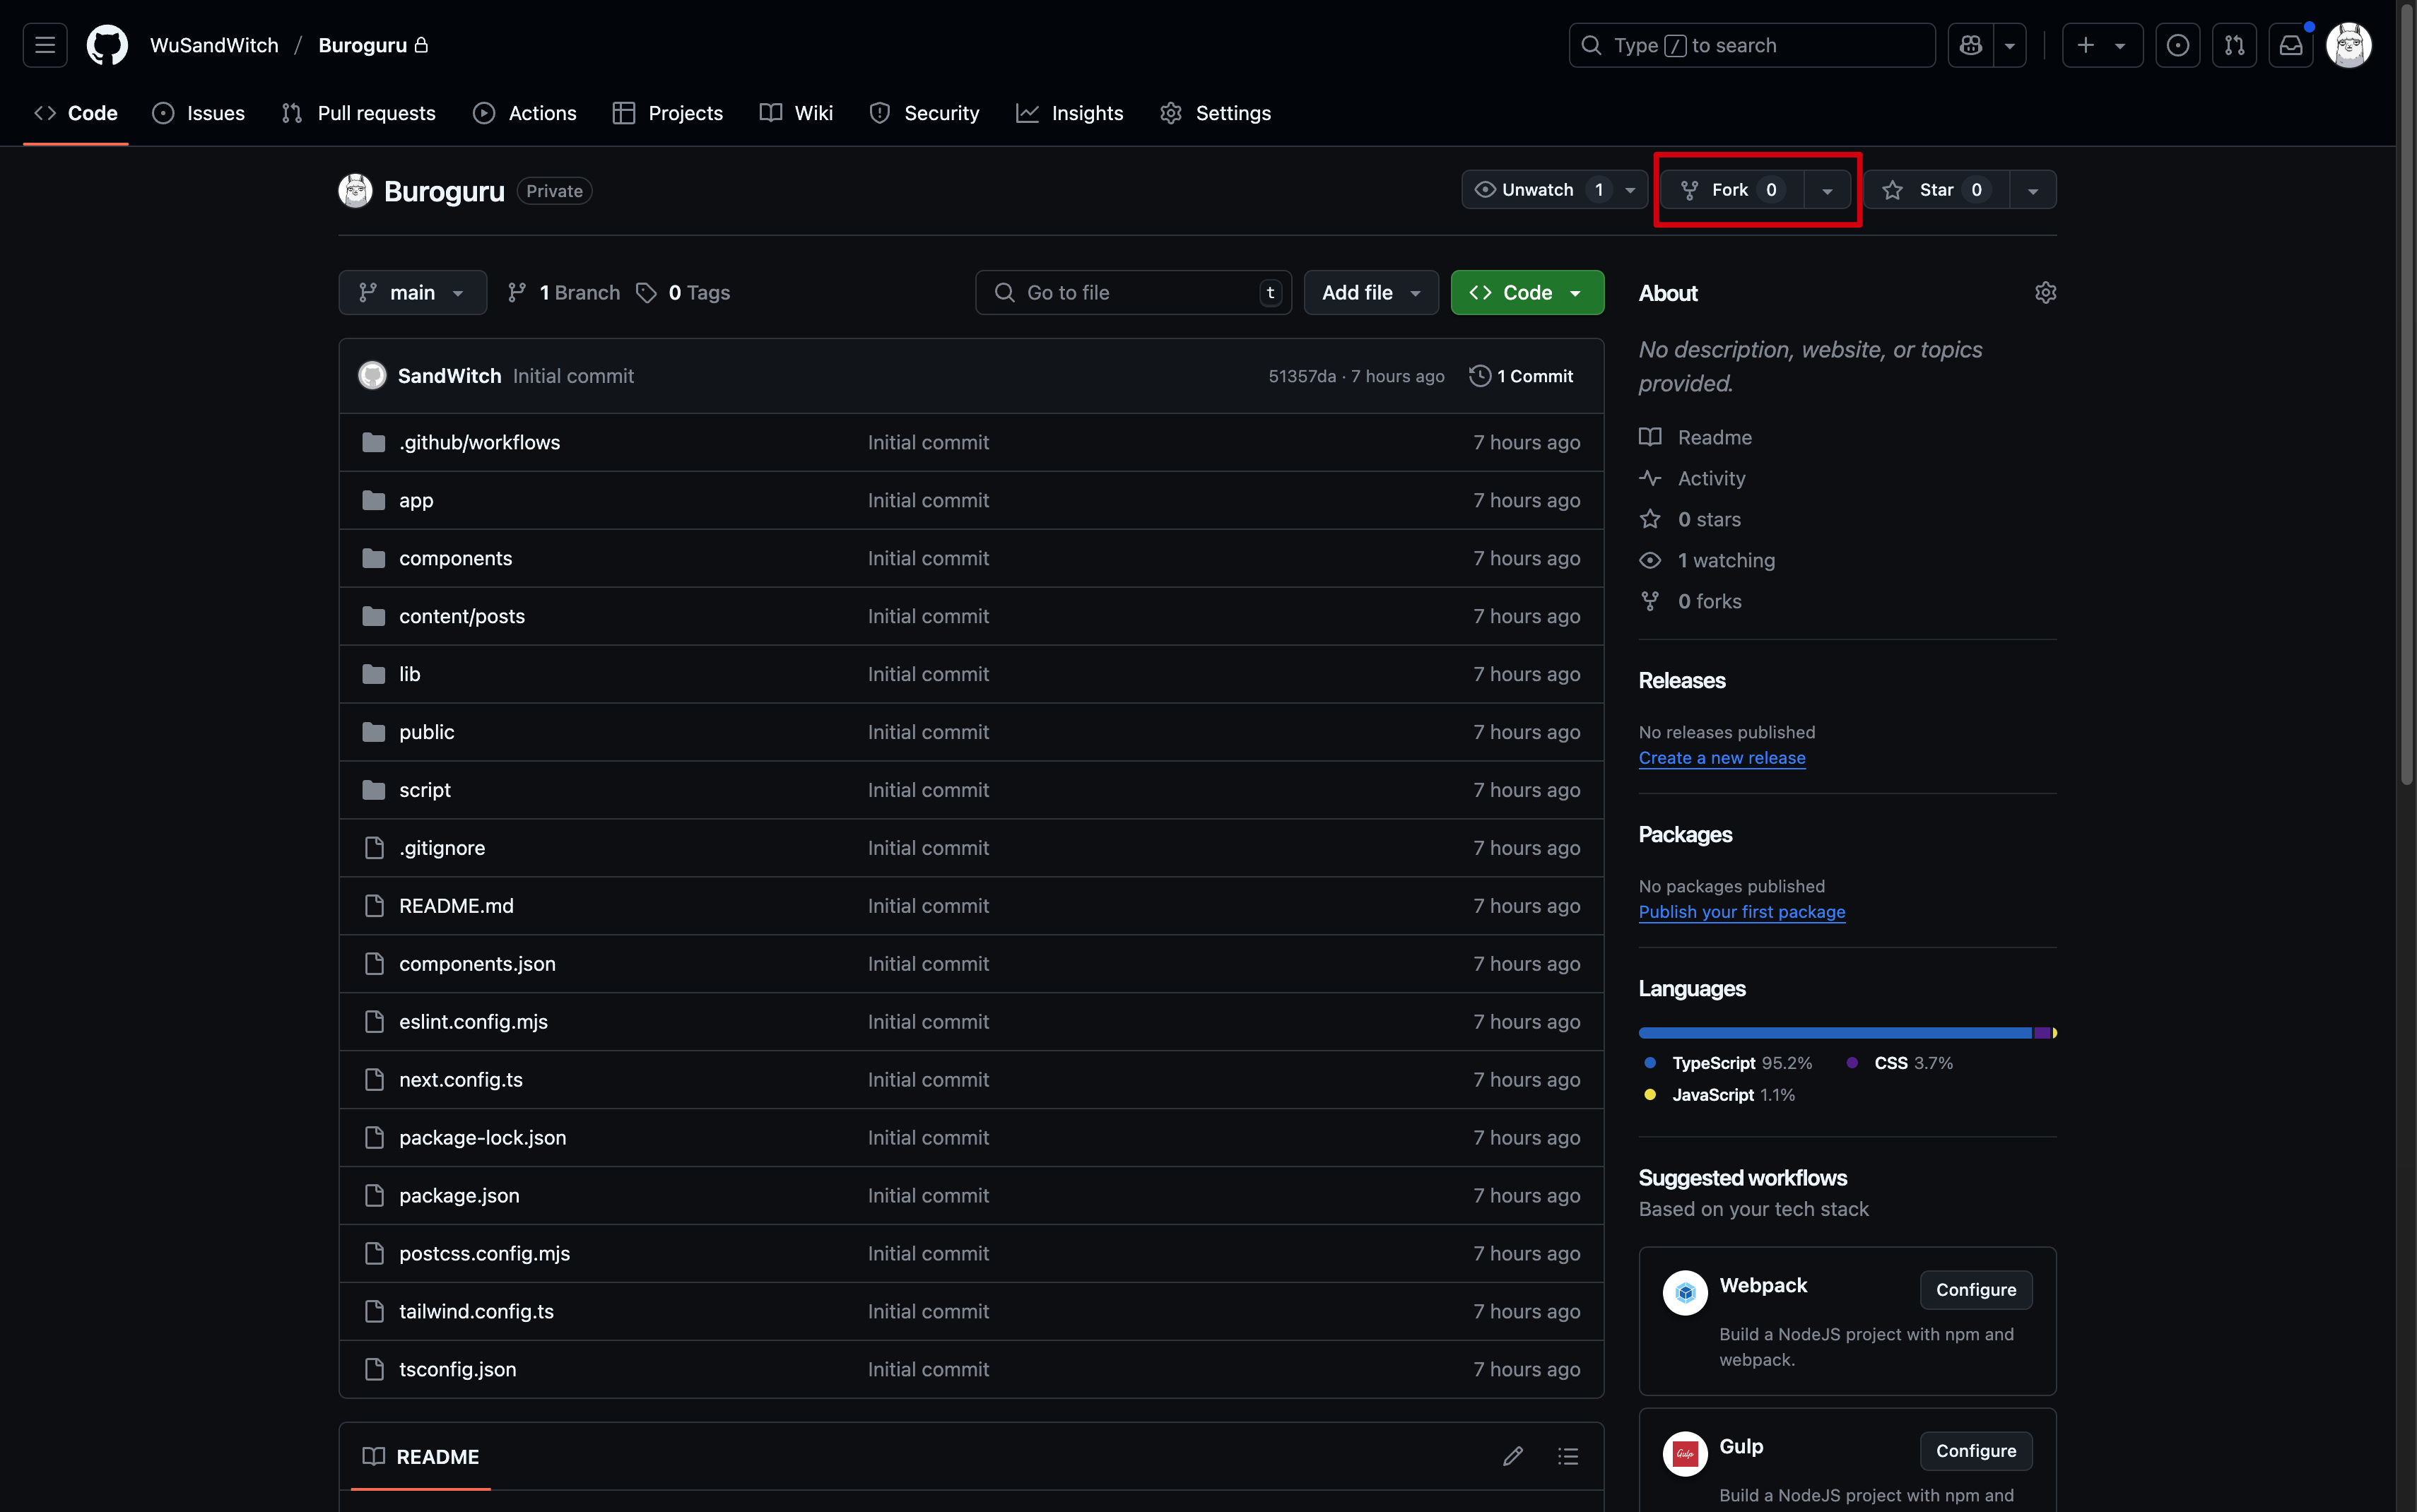 WuSandWitch / Buroguru
Type / to search
Code
Issues
Pull requests
Actions
Projects
Wiki
Security
Insights
Settings
Buroguru Private
Unwatch 1
Fork 0
Star 0
main
1 Branch
0 Tags
Go to file t
Add file
Code
SandWitch Initial commit 51357da · 7 hours ago 1 Commit
.github/workflows Initial commit 7 hours ago
app Initial commit 7 hours ago
components Initial commit 7 hours ago
content/posts Initial commit 7 hours ago
lib Initial commit 7 hours ago
public Initial commit 7 hours ago
script Initial commit 7 hours ago
.gitignore Initial commit 7 hours ago
README.md Initial commit 7 hours ago
components.json Initial commit 7 hours ago
eslint.config.mjs Initial commit 7 hours ago
next.config.ts Initial commit 7 hours ago
package-lock.json Initial commit 7 hours ago
package.json Initial commit 7 hours ago
postcss.config.mjs Initial commit 7 hours ago
tailwind.config.ts Initial commit 7 hours ago
tsconfig.json Initial commit 7 hours ago
README
About
No description, website, or topics
provided.
Readme
Activity
0 stars
1 watching
0 forks
Releases
No releases published
Create a new release
Packages
No packages published
Publish your first package
Languages
TypeScript 95.2% CSS 3.7%
JavaScript 1.1%
Suggested workflows
Based on your tech stack
Webpack Configure
Build a NodeJS project with npm and
webpack.
Gulp Gulp Configure
Build a NodeJS project with npm and